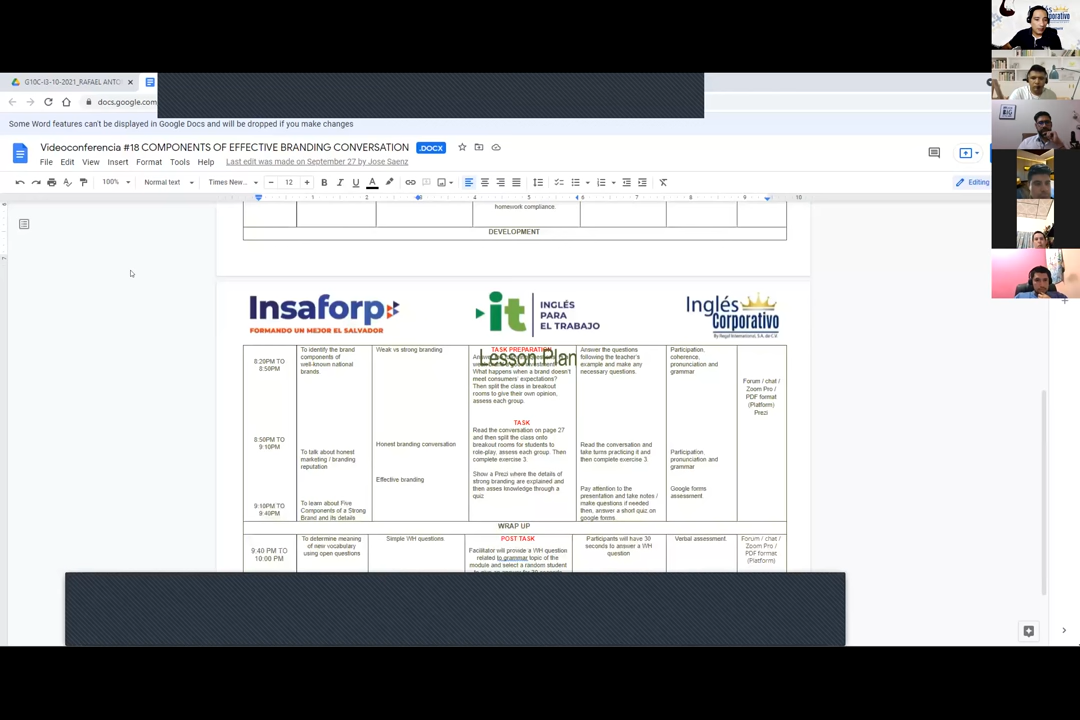 G10C-I3-10-2021_RAFAEL ANTO
docs.google.com
Some Word features can't be displayed in Google Docs and will be dropped if you make changes
Videoconferencia #18 COMPONENTS OF EFFECTIVE BRANDING CONVERSATION .DOCX
File Edit View Insert Format Tools Help Last edit was made on September 27 by Jose Saenz
100% Normal text Times New... 12 Editing
1 2 3 4 5 6 7 8 9 10
homework compliance.
DEVELOPMENT
Insaforp
FORMANDO UN MEJOR EL SALVADOR
it
INGLÉS
PARA
EL TRABAJO
Inglés
Corporativo
By Regal International, S.A. de C.V.
Lesson Plan
8:20PM TO
8:50PM
To identify the brand
components of
well-known national
brands
Weak vs strong branding
TASK PREPARATION
What happens when a brand doesn't
meet consumers' expectations?
Then split the class in breakout
rooms to give their own opinion,
assess each group.
Answer the questions
following the teacher's
example and make any
necessary questions.
Participation,
coherence,
pronunciation and
grammar
Forum / chat /
Zoom Pro /
PDF format
(Platform)
Prezi
8:50PM TO
9:10PM
To talk about honest
marketing / branding
reputation
Honest branding conversation
TASK
Read the conversation on page 27
and then split the class onto
breakout rooms for students to
role-play, assess each group. Then
complete exercise 3.
Read the conversation and
take turns practicing it and
then complete exercise 3.
Participation,
pronunciation and
grammar
9:10PM TO
9:40PM
To learn about Five
Components of a Strong
Brand and its details
Effective branding
Show a Prezi where the details of
strong branding are explained and
then asses knowledge through a
quiz
Pay attention to the
presentation and take notes /
make questions if needed
then, answer a short quiz on
google forms.
Google forms
assessment
WRAP UP
9:40 PM TO
10:00 PM
To determine meaning
of new vocabulary
using open questions
Simple WH questions
POST TASK
Facilitator will provide a WH question
related to grammar topic of the
module and select a random student
Participants will have 30
seconds to answer a WH
question
Verbal assessment.
Forum / chat /
Zoom Pro /
PDF format
(Platform)